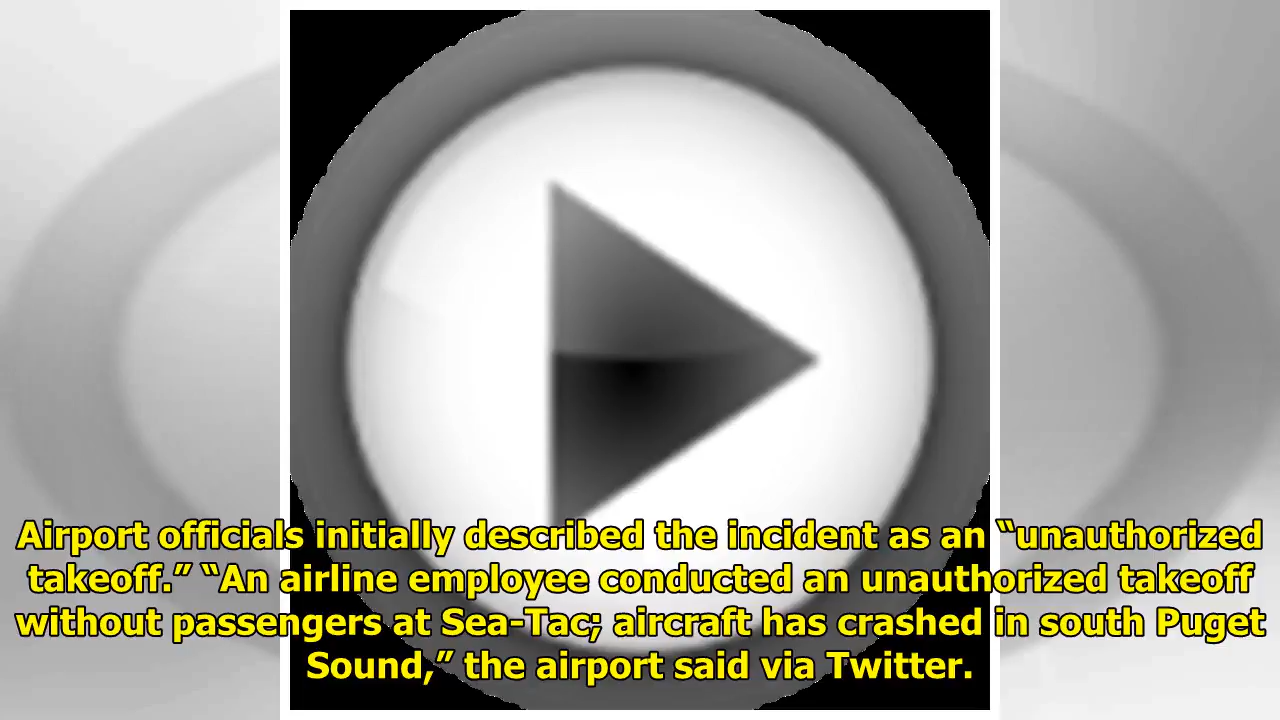 Airport officials initially described the incident as an “unauthorized
takeoff.” “An airline employee conducted an unauthorized takeoff
without passengers at Sea-Tac; aircraft has crashed in south Puget
Sound,” the airport said via Twitter.